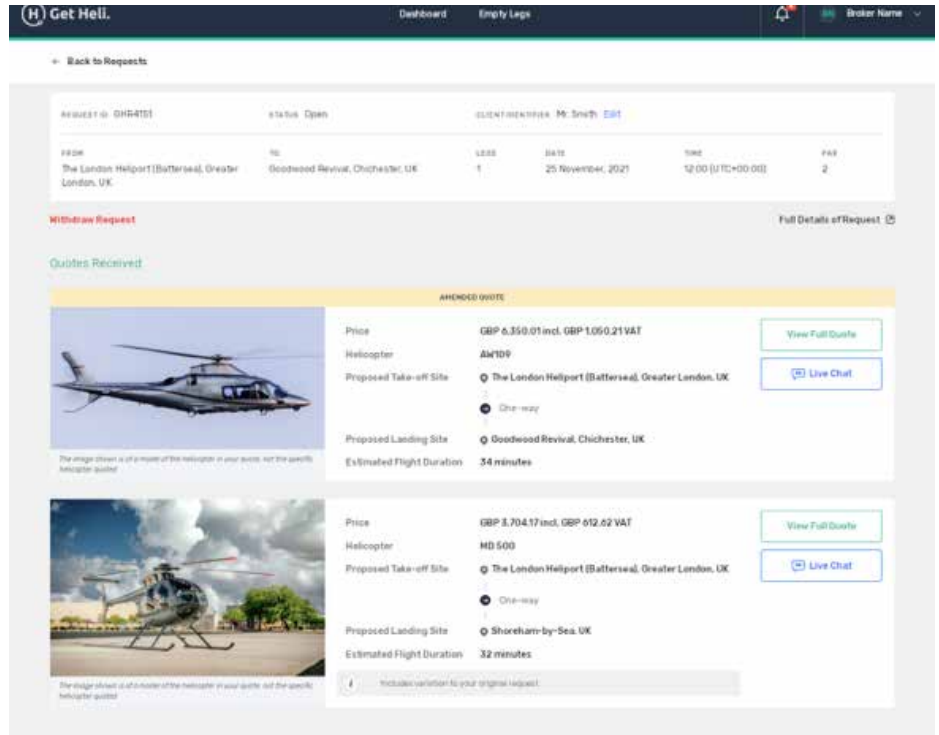 Get Heli.
Dashboard
Empty Legs
Broker Name
← Back to Requests
REQUEST ID
STATUS Open
CLIENT IDENTIFIER Mr. Smith Edit
FROM
TO
LEGS
DATE
TIME
PAX
The London Heliport (Battersea), Greater London, UK
Goodwood Revival, Chichester, UK
1
25 November, 2021
12:00 (UTC+00:00)
2
Withdraw Request
Full Details of Request
Quotes Received
AMENDED QUOTE
Price
GBP 6,350.01 incl. GBP 1,050.21 VAT
View Full Quote
Helicopter
AW109
Live Chat
Proposed Take-off Site
The London Heliport (Battersea), Greater London, UK
One-way
Proposed Landing Site
Goodwood Revival, Chichester, UK
Estimated Flight Duration
34 minutes
The image shown is of a model of the helicopter in your quote, not the specific
helicopter quoted
Price
GBP 3,704.17 incl. GBP 612.62 VAT
View Full Quote
Helicopter
MD 500
Live Chat
Proposed Take-off Site
The London Heliport (Battersea), Greater London, UK
One-way
Proposed Landing Site
Shoreham-by-Sea, UK
Estimated Flight Duration
32 minutes
i Includes variation to your original request
The image shown is of a model of the helicopter in your quote, not the specific
helicopter quoted